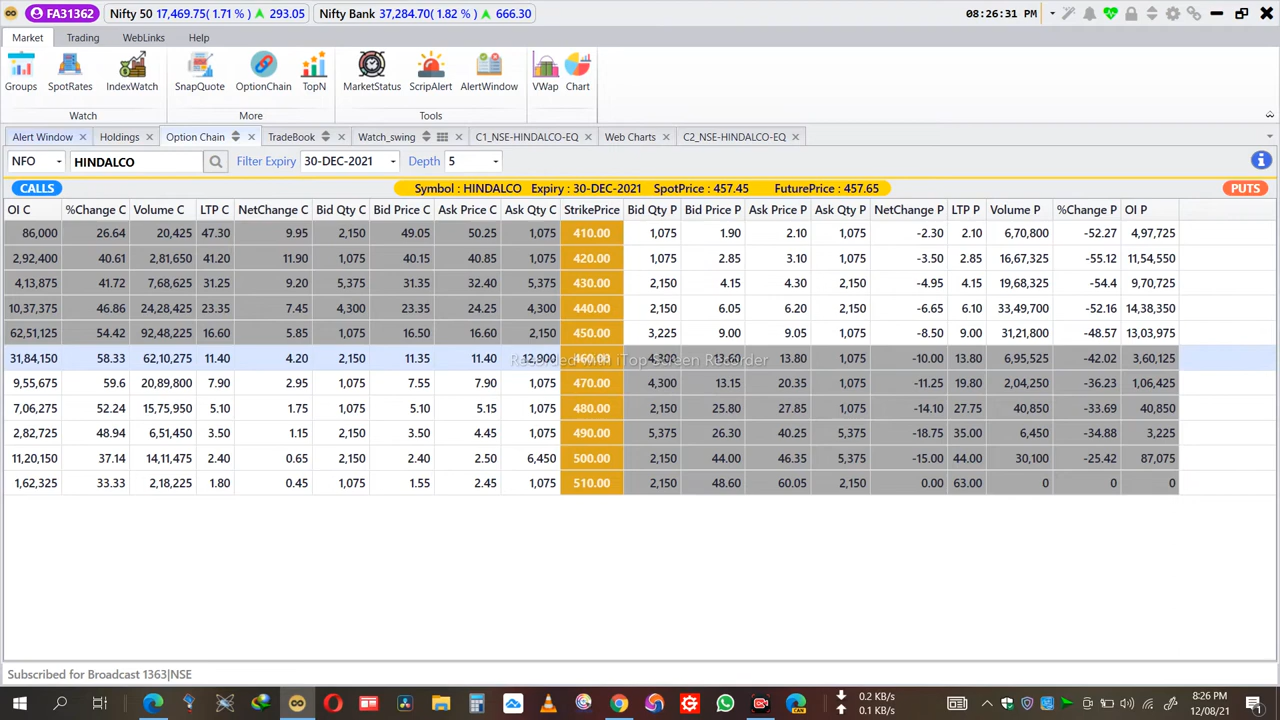 FA31362 Nifty 50 17,469.75( 1.71 % ) 293.05 Nifty Bank 37,284.70( 1.82 % ) 666.30 08:26:31 PM
Market Trading WebLinks Help
Groups SpotRates IndexWatch SnapQuote OptionChain TopN MarketStatus ScripAlert AlertWindow VWap Chart
Watch More Tools
Alert Window Holdings Option Chain TradeBook Watch_swing C1_NSE-HINDALCO-EQ Web Charts C2_NSE-HINDALCO-EQ
NFO HINDALCO Filter Expiry 30-DEC-2021 Depth 5
CALLS Symbol : HINDALCO Expiry : 30-DEC-2021 SpotPrice : 457.45 FuturePrice : 457.65 PUTS
OI C %Change C Volume C LTP C NetChange C Bid Qty C Bid Price C Ask Price C Ask Qty C StrikePrice Bid Qty P Bid Price P Ask Price P Ask Qty P NetChange P LTP P Volume P %Change P OI P
86,000 26.64 20,425 47.30 9.95 2,150 49.05 50.25 1,075 410.00 1,075 1.90 2.10 1,075 -2.30 2.10 6,70,800 -52.27 4,97,725
2,92,400 40.61 2,81,650 41.20 11.90 1,075 40.15 40.85 1,075 420.00 1,075 2.85 3.10 1,075 -3.50 2.85 16,67,325 -55.12 11,54,550
4,13,875 41.72 7,68,625 31.25 9.20 5,375 31.35 32.40 5,375 430.00 2,150 4.15 4.30 2,150 -4.95 4.15 19,68,325 -54.4 9,70,725
10,37,375 46.86 24,28,425 23.35 7.45 4,300 23.35 24.25 4,300 440.00 2,150 6.05 6.20 2,150 -6.65 6.10 33,49,700 -52.16 14,38,350
62,51,125 54.42 92,48,225 16.60 5.85 2,150 16.50 16.60 2,150 450.00 3,225 9.00 9.05 1,075 -8.50 9.00 31,21,800 -48.57 13,03,975
31,84,150 58.33 62,10,275 11.40 4.20 2,150 11.35 11.40 12,900 460.00 4,300 13.60 13.80 1,075 -10.00 13.80 6,95,525 -42.02 3,60,125
Recorded with iTop Screen Recorder
9,55,675 59.6 20,89,800 7.90 2.95 1,075 7.55 7.90 1,075 470.00 4,300 13.15 20.35 1,075 -11.25 19.80 2,04,250 -36.23 1,06,425
7,06,275 52.24 15,75,950 5.10 1.75 1,075 5.10 5.15 1,075 480.00 2,150 25.80 27.85 1,075 -14.10 27.75 40,850 -33.69 40,850
2,82,725 48.94 6,51,450 3.50 1.15 2,150 3.50 4.45 1,075 490.00 5,375 26.30 40.25 5,375 -18.75 35.00 6,450 -34.88 3,225
11,20,150 37.14 14,11,475 2.40 0.65 2,150 2.40 2.50 6,450 500.00 2,150 44.00 46.35 5,375 -15.00 44.00 30,100 -25.42 87,075
1,62,325 33.33 2,18,225 1.80 0.45 1,075 1.55 2.45 1,075 510.00 2,150 48.60 60.05 2,150 0.00 63.00 0 0 0
Subscribed for Broadcast 1363|NSE
0.2 KB/s 8:26 PM
0.1 KB/s 12/08/21